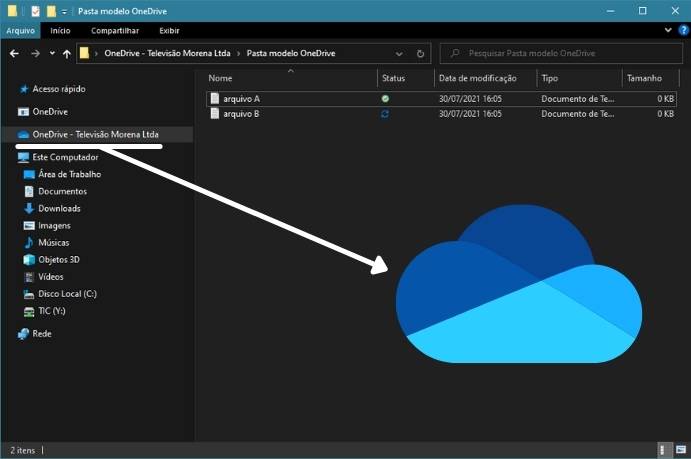 Pasta modelo OneDrive
Arquivo Início Compartilhar Exibir
OneDrive - Televisão Morena Ltda Pasta modelo OneDrive
Pesquisar Pasta modelo OneDrive
Nome Status Data de modificação Tipo Tamanho
Acesso rápido
OneDrive
OneDrive - Televisão Morena Ltda
Este Computador
Área de Trabalho
Documentos
Downloads
Imagens
Músicas
Objetos 3D
Vídeos
Disco Local (C:)
TIC (Y:)
Rede
arquivo A 30/07/2021 16:05 Documento de Te... 0 KB
arquivo B 30/07/2021 16:05 Documento de Te... 0 KB
2 itens